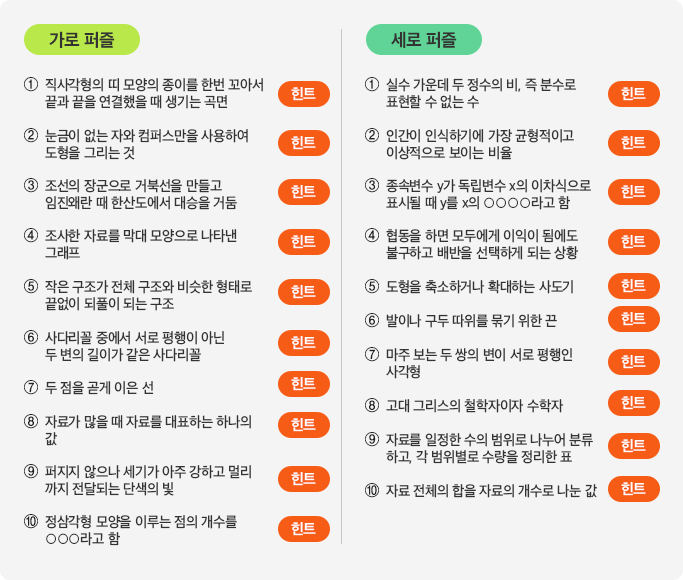 가로 퍼즐
① 직사각형의 띠 모양의 종이를 한번 꼬아서
끝과 끝을 연결했을 때 생기는 곡면
힌트
② 눈금이 없는 자와 컴퍼스만을 사용하여
도형을 그리는 것
힌트
③ 조선의 장군으로 거북선을 만들고
임진왜란 때 한산도에서 대승을 거둠
힌트
④ 조사한 자료를 막대 모양으로 나타낸
그래프
힌트
⑤ 작은 구조가 전체 구조와 비슷한 형태로
끝없이 되풀이 되는 구조
힌트
⑥ 사다리꼴 중에서 서로 평행이 아닌
두 변의 길이가 같은 사다리꼴
힌트
⑦ 두 점을 곧게 이은 선
힌트
⑧ 자료가 많을 때 자료를 대표하는 하나의
값
힌트
⑨ 퍼지지 않으나 세기가 아주 강하고 멀리
까지 전달되는 단색의 빛
힌트
⑩ 정삼각형 모양을 이루는 점의 개수를
○○○라고 함
힌트
세로 퍼즐
① 실수 가운데 두 정수의 비, 즉 분수로
표현할 수 없는 수
힌트
② 인간이 인식하기에 가장 균형적이고
이상적으로 보이는 비율
힌트
③ 종속변수 y가 독립변수 x의 이차식으로
표시될 때 y를 x의 ○○○○라고 함
힌트
④ 협동을 하면 모두에게 이익이 됨에도
불구하고 배반을 선택하게 되는 상황
힌트
⑤ 도형을 축소하거나 확대하는 사도기
힌트
⑥ 발이나 구두 따위를 묶기 위한 끈
힌트
⑦ 마주 보는 두 쌍의 변이 서로 평행인
사각형
힌트
⑧ 고대 그리스의 철학자이자 수학자
힌트
⑨ 자료를 일정한 수의 범위로 나누어 분류
하고, 각 범위별로 수량을 정리한 표
힌트
⑩ 자료 전체의 합을 자료의 개수로 나눈 값
힌트